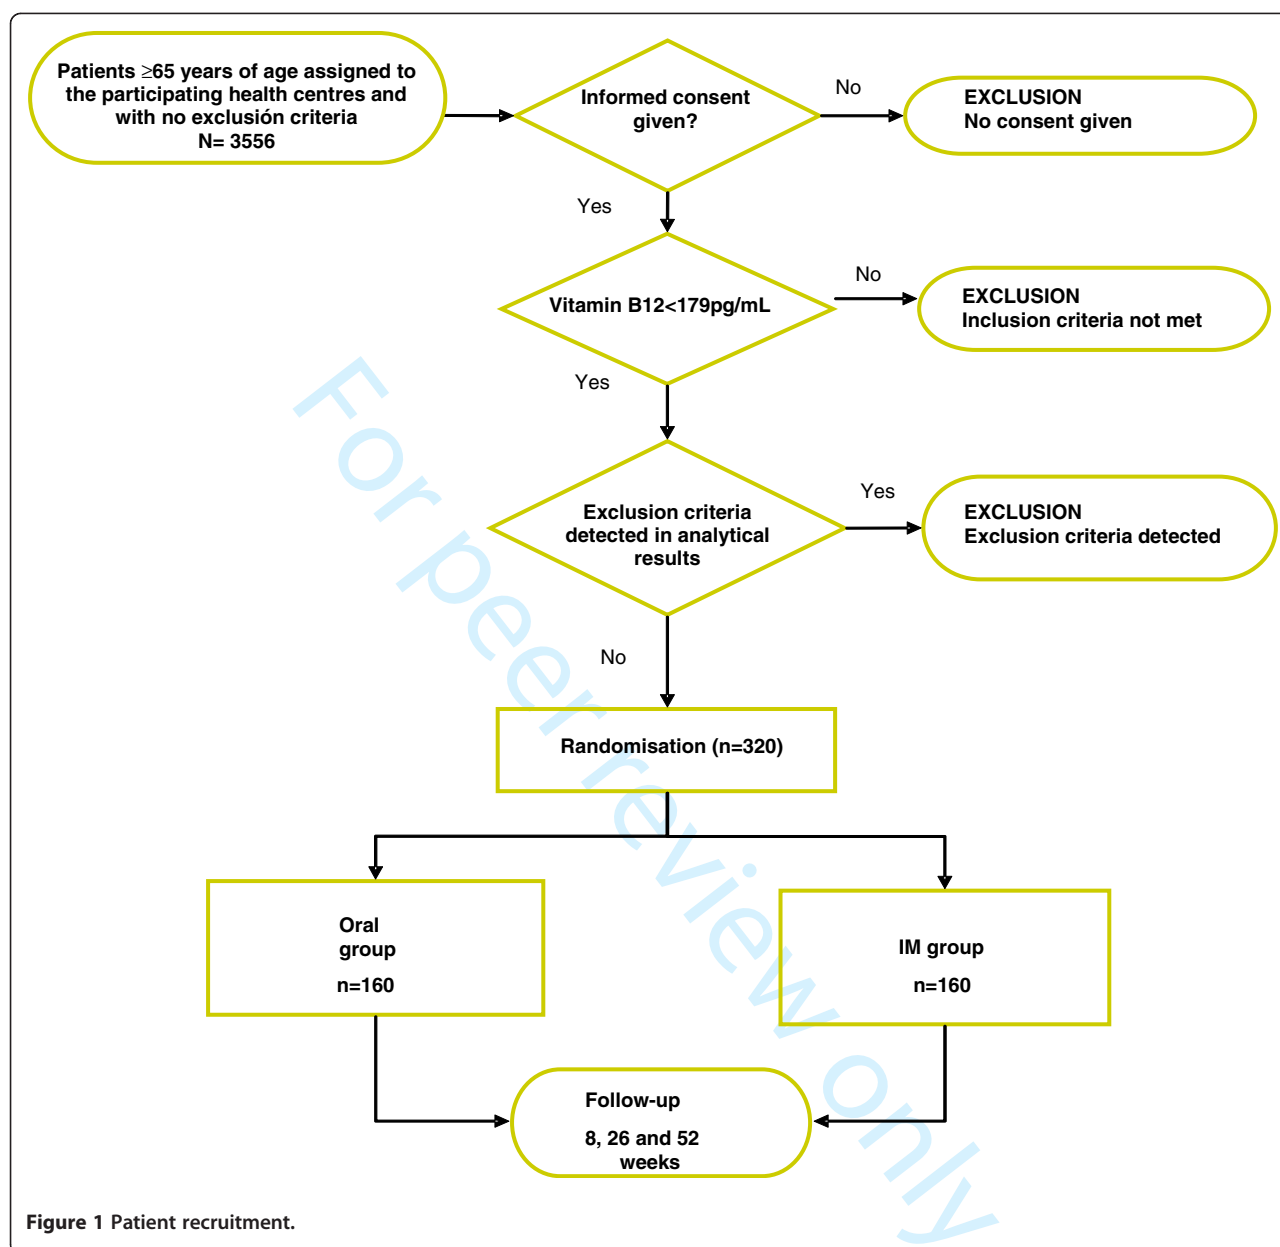 Patients ≥65 years of age assigned to
the participating health centres and
with no exclusión criteria
N= 3556
Informed consent
given?
No
EXCLUSION
No consent given
Yes
Vitamin B12<179pg/mL
No
EXCLUSION
Inclusion criteria not met
Yes
Exclusion criteria
detected in analytical
results
Yes
EXCLUSION
Exclusion criteria detected
No
Randomisation (n=320)
Oral
group
n=160
IM group
n=160
Follow-up
8, 26 and 52
weeks
For peer review only
Figure 1 Patient recruitment.